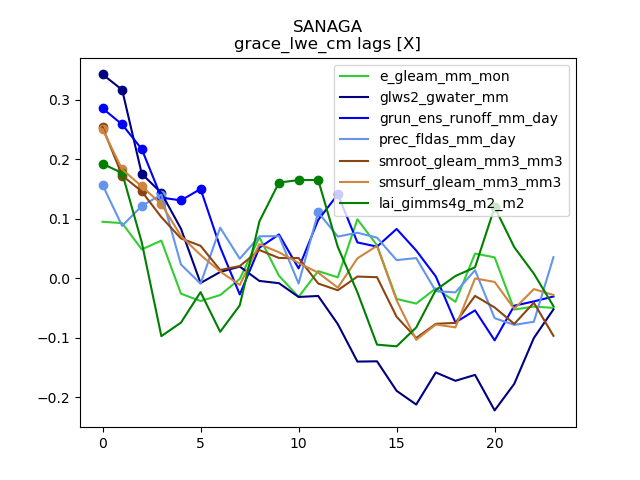 SANAGA
grace_lwe_cm lags [X]
e_gleam_mm_mon
glws2_gwater_mm
grun_ens_runoff_mm_day
prec_fldas_mm_day
smroot_gleam_mm3_mm3
smsurf_gleam_mm3_mm3
lai_gimms4g_m2_m2
0.3
0.2
0.1
0.0
−0.1
−0.2
0 5 10 15 20